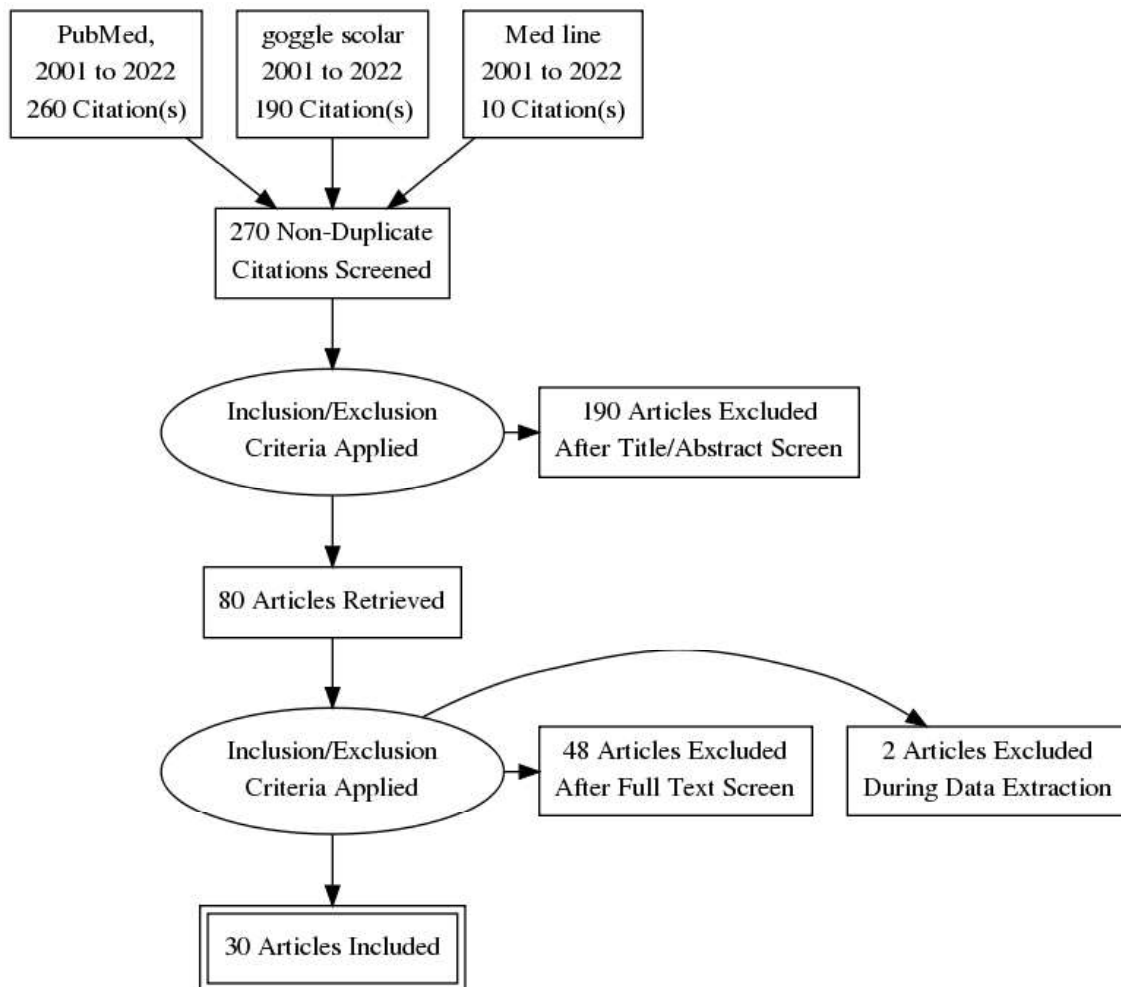 PubMed,
2001 to 2022
260 Citation(s)
goggle scolar
2001 to 2022
190 Citation(s)
Med line
2001 to 2022
10 Citation(s)
270 Non-Duplicate
Citations Screened
Inclusion/Exclusion
Criteria Applied
190 Articles Excluded
After Title/Abstract Screen
80 Articles Retrieved
Inclusion/Exclusion
Criteria Applied
48 Articles Excluded
After Full Text Screen
2 Articles Excluded
During Data Extraction
30 Articles Included